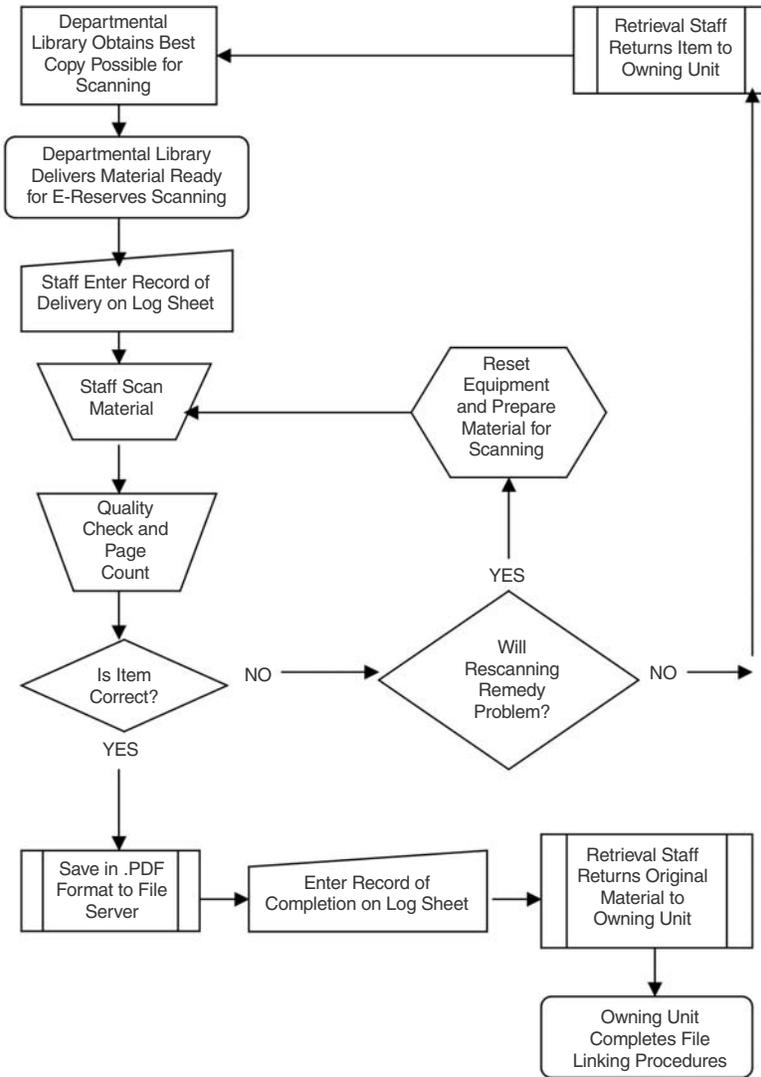 Departmental
Library Obtains Best
Copy Possible for
Scanning
Retrieval Staff
Returns Item to
Owning Unit
Departmental Library
Delivers Material Ready
for E-Reserves Scanning
Staff Enter Record of
Delivery on Log Sheet
Staff Scan
Material
Reset
Equipment
and Prepare
Material for
Scanning
Quality
Check and
Page
Count
YES
Is Item
Correct?
NO
Will
Rescanning
Remedy
Problem?
NO
YES
Save in .PDF
Format to File
Server
Enter Record of
Completion on Log Sheet
Retrieval Staff
Returns Original
Material to
Owning Unit
Owning Unit
Completes File
Linking Procedures